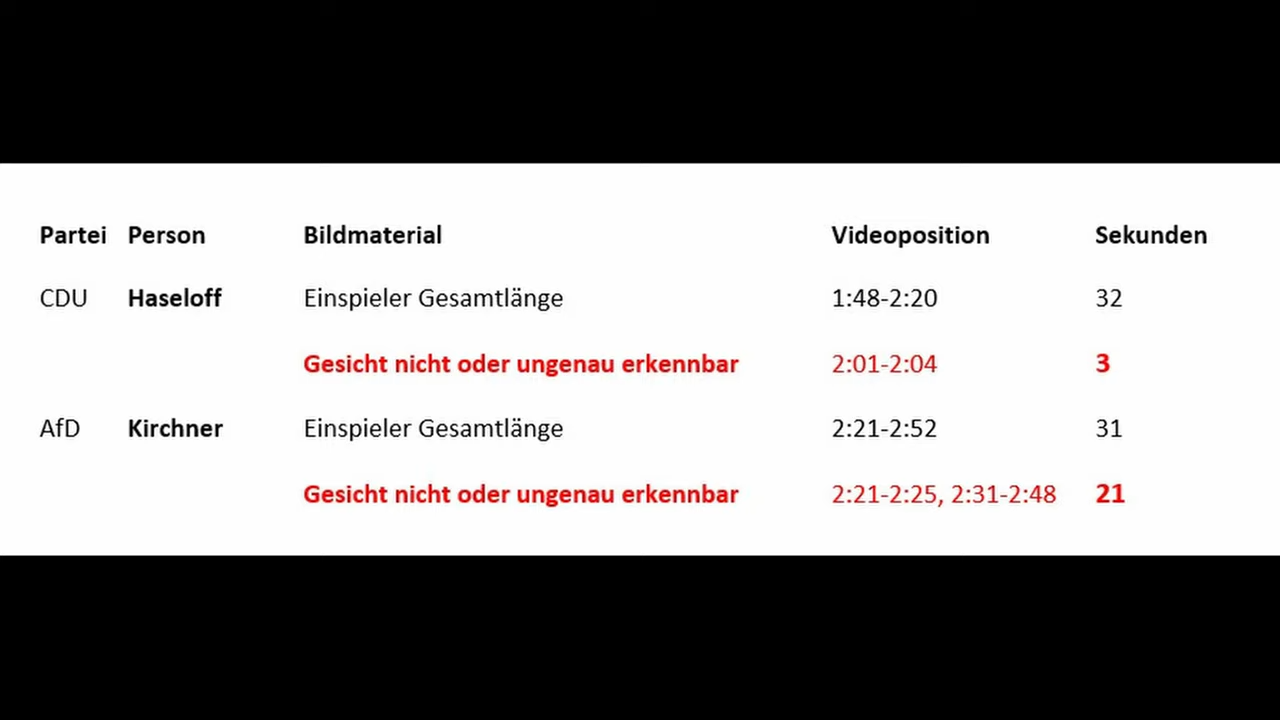 Partei Person Bildmaterial Videoposition Sekunden
CDU Haseloff Einspieler Gesamtlänge 1:48-2:20 32
Gesicht nicht oder ungenau erkennbar 2:01-2:04 3
AfD Kirchner Einspieler Gesamtlänge 2:21-2:52 31
Gesicht nicht oder ungenau erkennbar 2:21-2:25, 2:31-2:48 21